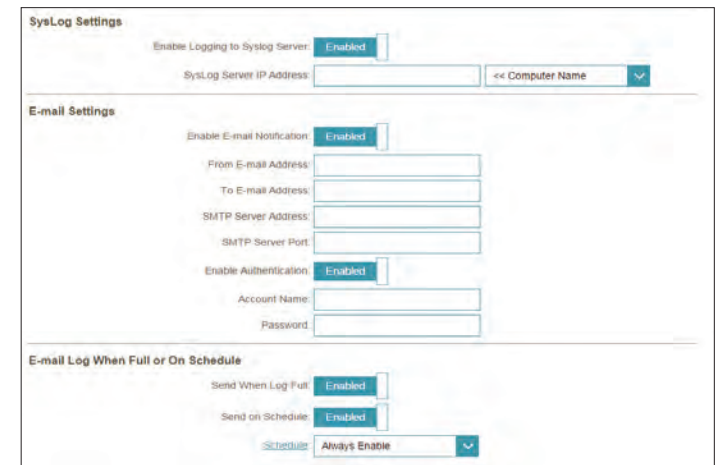 SysLog Settings
Enable Logging to Syslog Server: Enabled
SysLog Server IP Address: << Computer Name
E-mail Settings
Enable E-mail Notification: Enabled
From E-mail Address:
To E-mail Address:
SMTP Server Address:
SMTP Server Port:
Enable Authentication: Enabled
Account Name:
Password:
E-mail Log When Full or On Schedule
Send When Log Full: Enabled
Send on Schedule: Enabled
Schedule: Always Enable